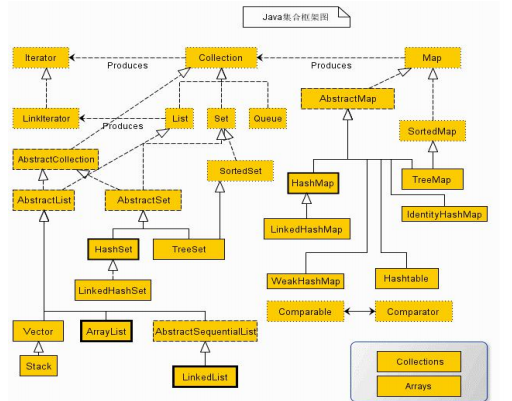 Java集合框架图
Iterator
Collection
Map
Produces
Produces
LinkIterator
Produces
List
Set
Queue
AbstractMap
SortedMap
AbstractCollection
SortedSet
AbstractList
AbstractSet
HashMap
TreeMap
IdentityHashMap
LinkedHashMap
HashSet
TreeSet
WeakHashMap
Hashtable
LinkedHashSet
Comparable
Comparator
Vector
ArrayList
AbstractSequentialList
Stack
LinkedList
Collections
Arrays